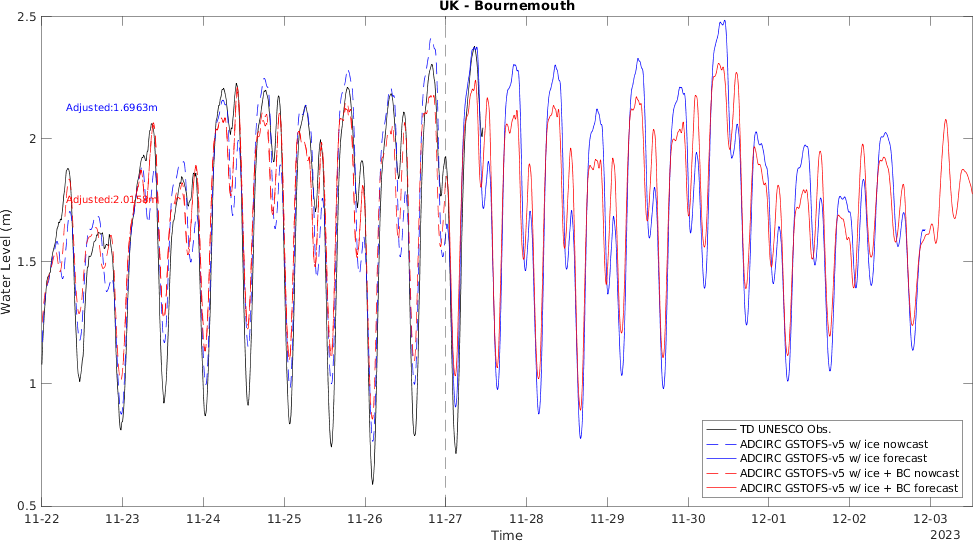 UK - Bournemouth
2.5
2
1.5
1
0.5
Water Level (m)
Adjusted:1.6963m
Adjusted:2.0158m
TD UNESCO Obs.
ADCIRC GSTOFS-v5 w/ ice nowcast
ADCIRC GSTOFS-v5 w/ ice forecast
ADCIRC GSTOFS-v5 w/ ice + BC nowcast
ADCIRC GSTOFS-v5 w/ ice + BC forecast
11-22 11-23 11-24 11-25 11-26 11-27 11-28 11-29 11-30 12-01 12-02 12-03
Time
2023